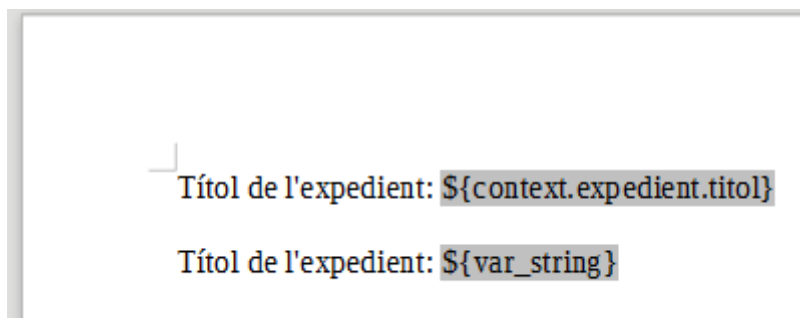 Títol de l'expedient: ${context.expedient.titol}
Títol de l'expedient: ${var_string}